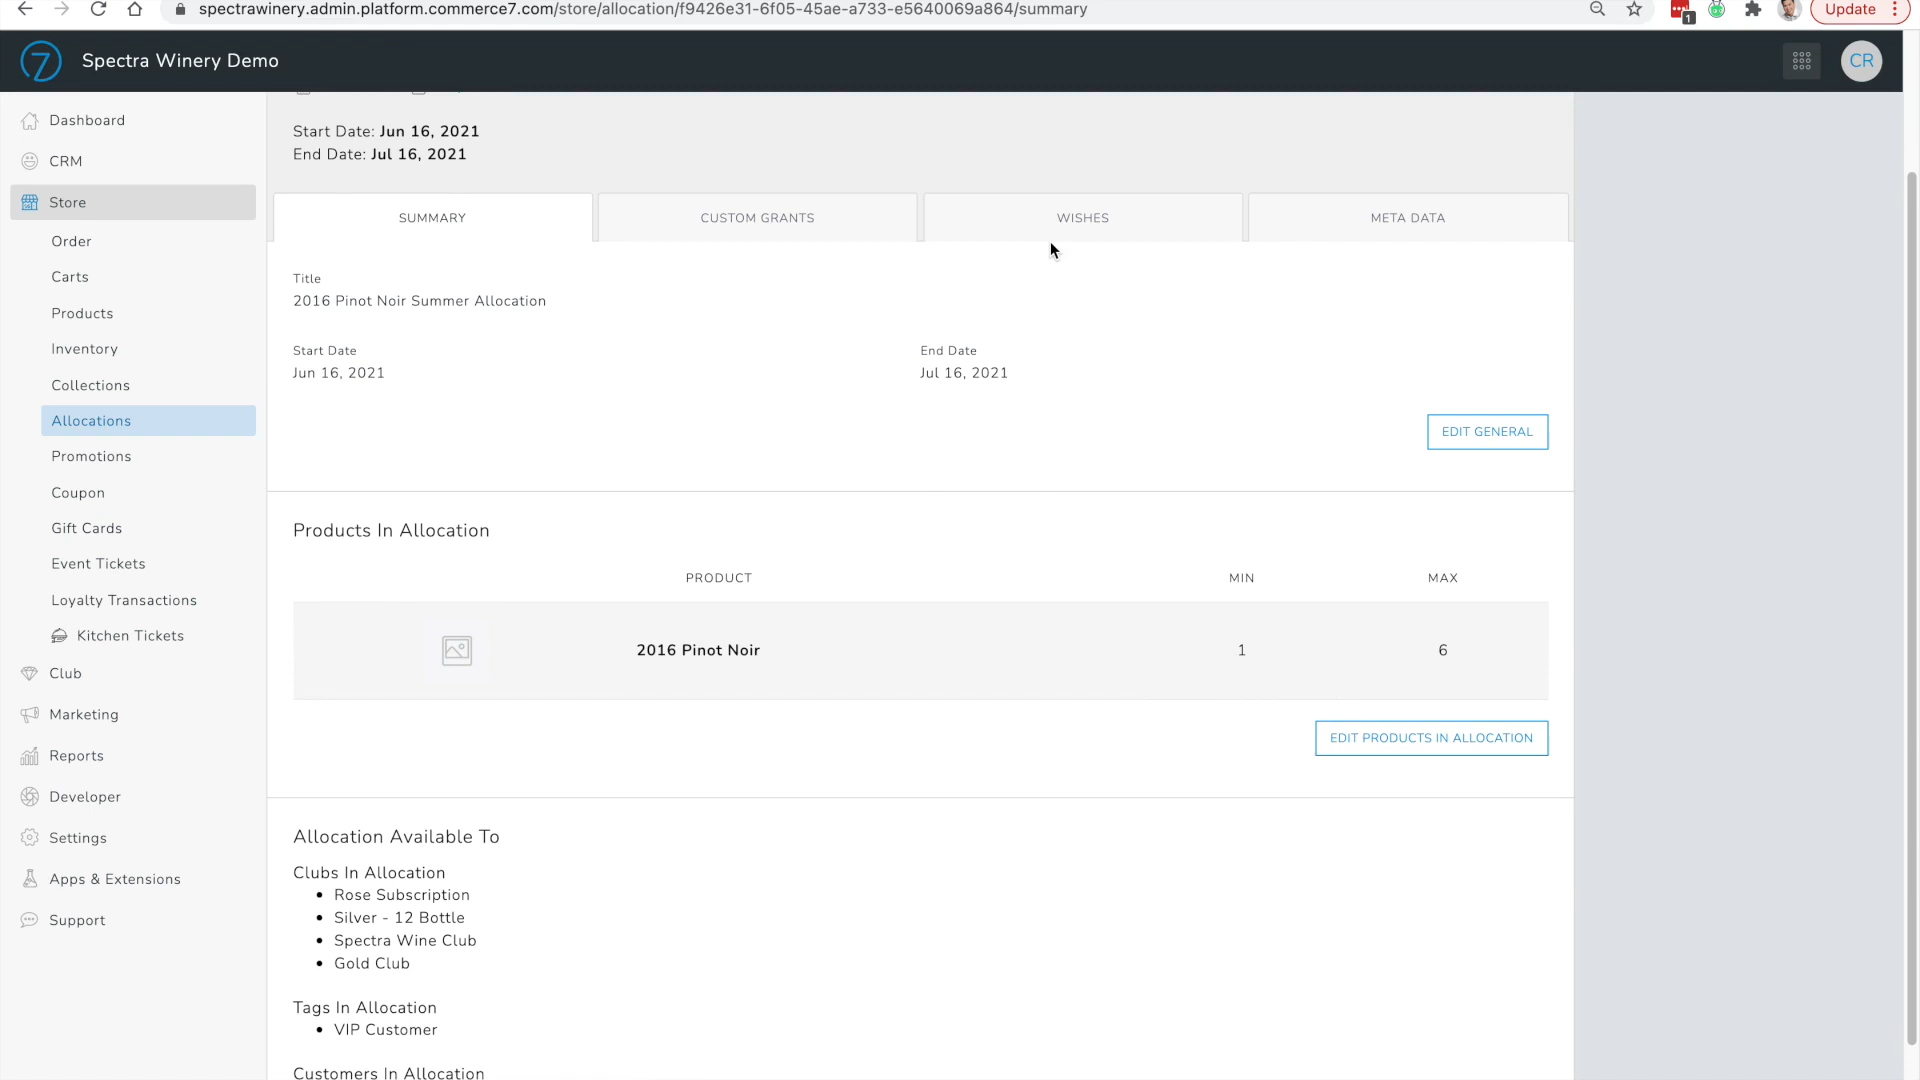 spectrawinery.admin.platform.commerce7.com/store/allocation/f9426e31-6f05-45ae-a733-e5640069a864/summary
1
Update
7
Spectra Winery Demo
CR
Dashboard
CRM
Store
Order
Carts
Products
Inventory
Collections
Allocations
Promotions
Coupon
Gift Cards
Event Tickets
Loyalty Transactions
Kitchen Tickets
Club
Marketing
Reports
Developer
Settings
Apps & Extensions
Support
Start Date: Jun 16, 2021
End Date: Jul 16, 2021
SUMMARY CUSTOM GRANTS WISHES META DATA
Title
2016 Pinot Noir Summer Allocation
Start Date End Date
Jun 16, 2021 Jul 16, 2021
EDIT GENERAL
Products In Allocation
PRODUCT MIN MAX
2016 Pinot Noir 1 6
EDIT PRODUCTS IN ALLOCATION
Allocation Available To
Clubs In Allocation
• Rose Subscription
• Silver - 12 Bottle
• Spectra Wine Club
• Gold Club
Tags In Allocation
• VIP Customer
Customers In Allocation